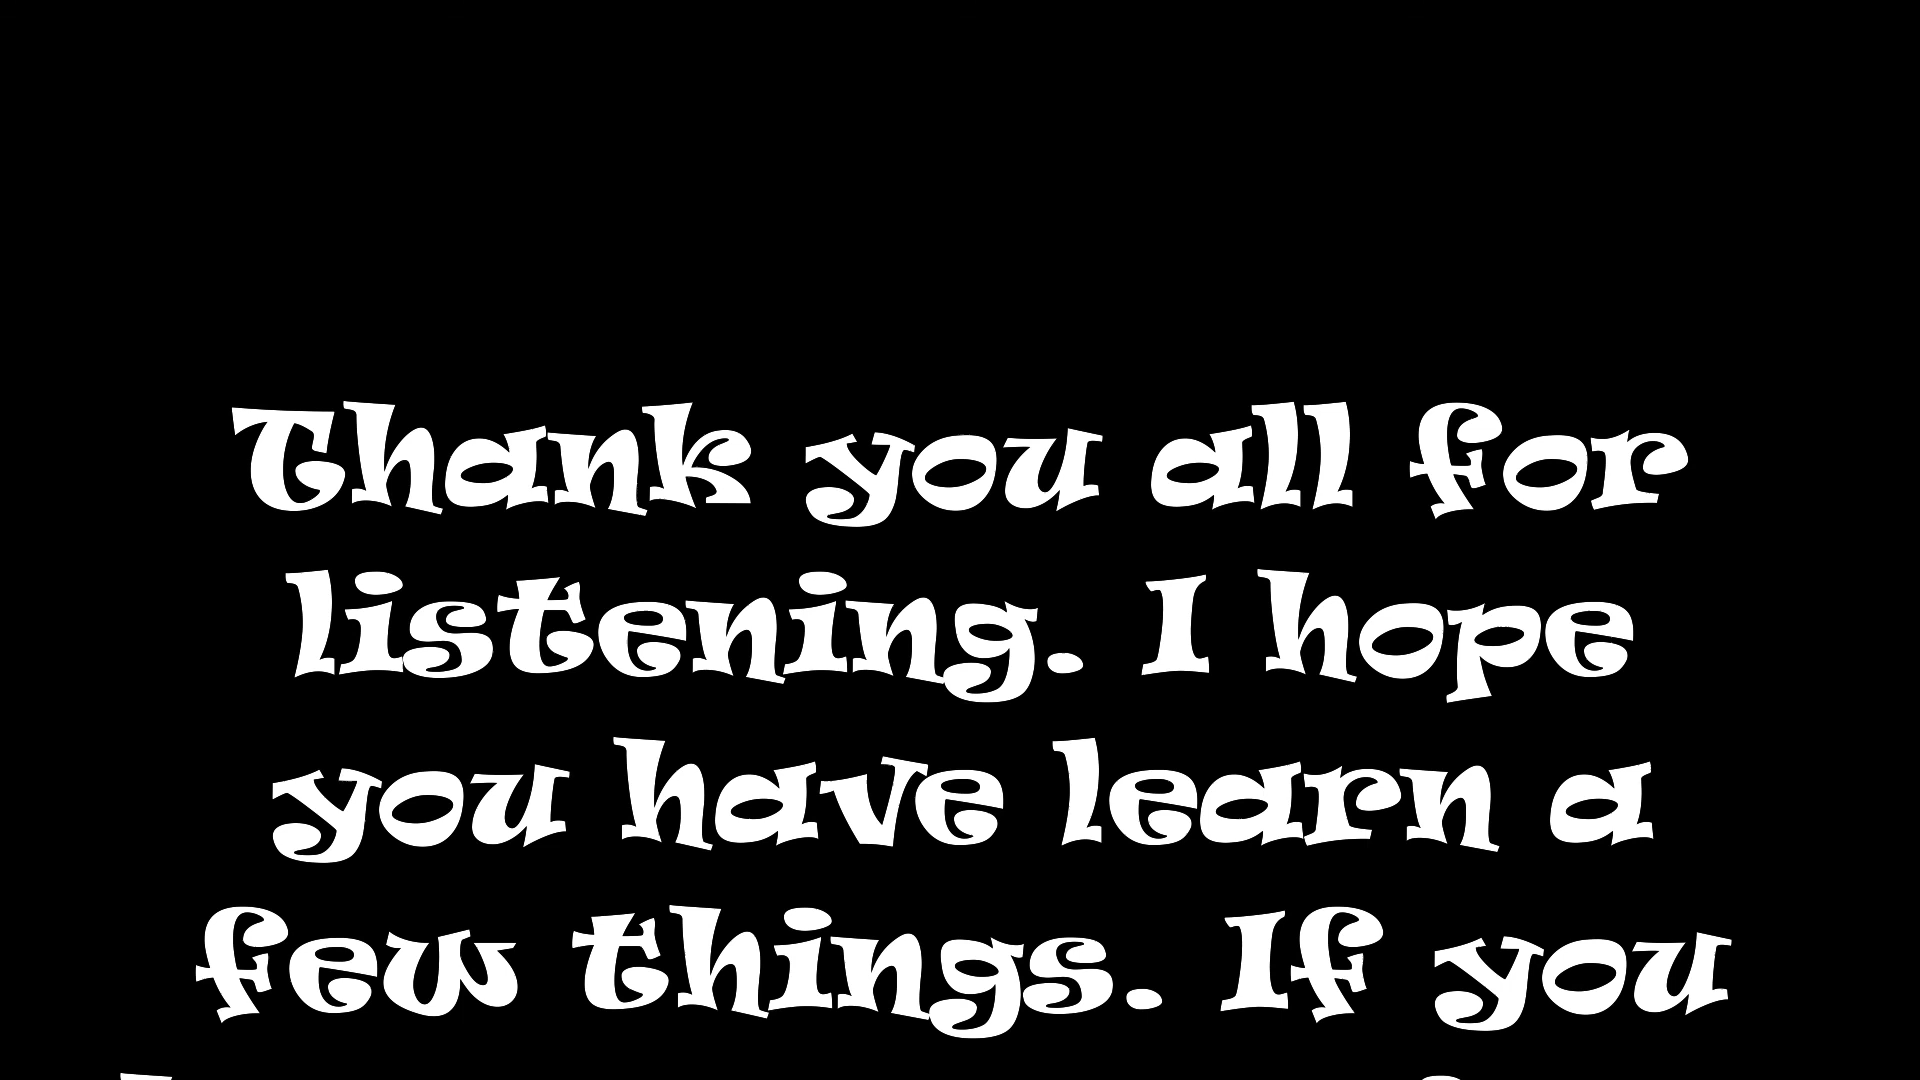 Thank you all for
listening. I hope
you have learn a
few things. If you